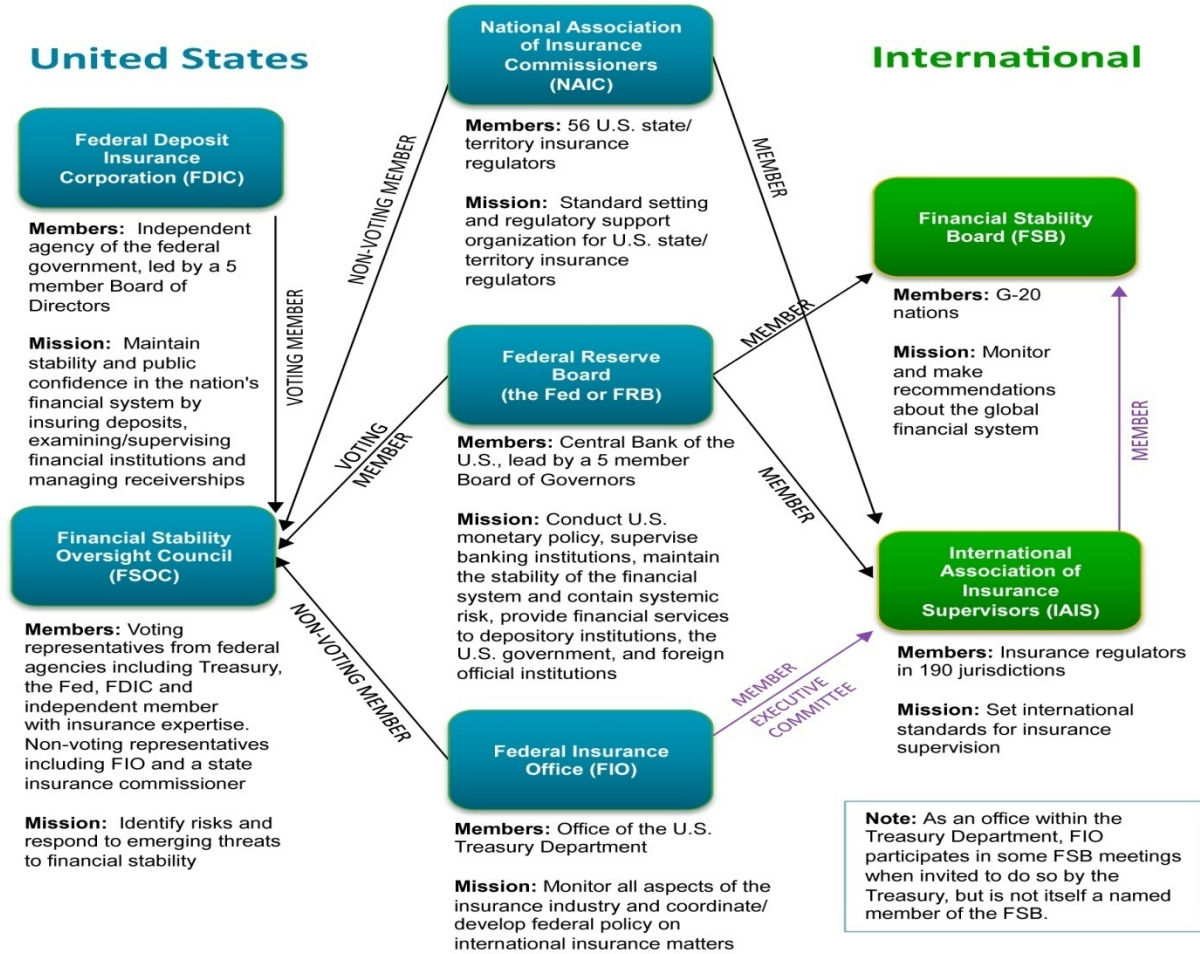 United States
International
National Association
of Insurance
Commissioners
(NAIC)
Members: 56 U.S. state/
territory insurance
regulators
Mission: Standard setting
and regulatory support
organization for U.S. state/
territory insurance
regulators
Federal Deposit
Insurance
Corporation (FDIC)
Members: Independent
agency of the federal
government, led by a 5
member Board of
Directors
Mission: Maintain
stability and public
confidence in the nation's
financial system by
insuring deposits,
examining/supervising
financial institutions and
managing receiverships
VOTING MEMBER
NON-VOTING MEMBER
MEMBER
Financial Stability
Board (FSB)
Members: G-20
nations
Mission: Monitor
and make
recommendations
about the global
financial system
MEMBER
Federal Reserve
Board
(the Fed or FRB)
Members: Central Bank of the
U.S., lead by a 5 member
Board of Governors
Mission: Conduct U.S.
monetary policy, supervise
banking institutions, maintain
the stability of the financial
system and contain systemic
risk, provide financial services
to depository institutions, the
U.S. government, and foreign
official institutions
VOTING
MEMBER
MEMBER
MEMBER
Financial Stability
Oversight Council
(FSOC)
Members: Voting
representatives from federal
agencies including Treasury,
the Fed, FDIC and
independent member
with insurance expertise.
Non-voting representatives
including FIO and a state
insurance commissioner
Mission: Identify risks and
respond to emerging threats
to financial stability
NON-VOTING MEMBER
International
Association of
Insurance
Supervisors (IAIS)
Members: Insurance regulators
in 190 jurisdictions
Mission: Set international
standards for insurance
supervision
MEMBER
EXECUTIVE
COMMITTEE
Federal Insurance
Office (FIO)
Members: Office of the U.S.
Treasury Department
Mission: Monitor all aspects of the
insurance industry and coordinate/
develop federal policy on
international insurance matters
Note: As an office within the
Treasury Department, FIO
participates in some FSB meetings
when invited to do so by the
Treasury, but is not itself a named
member of the FSB.